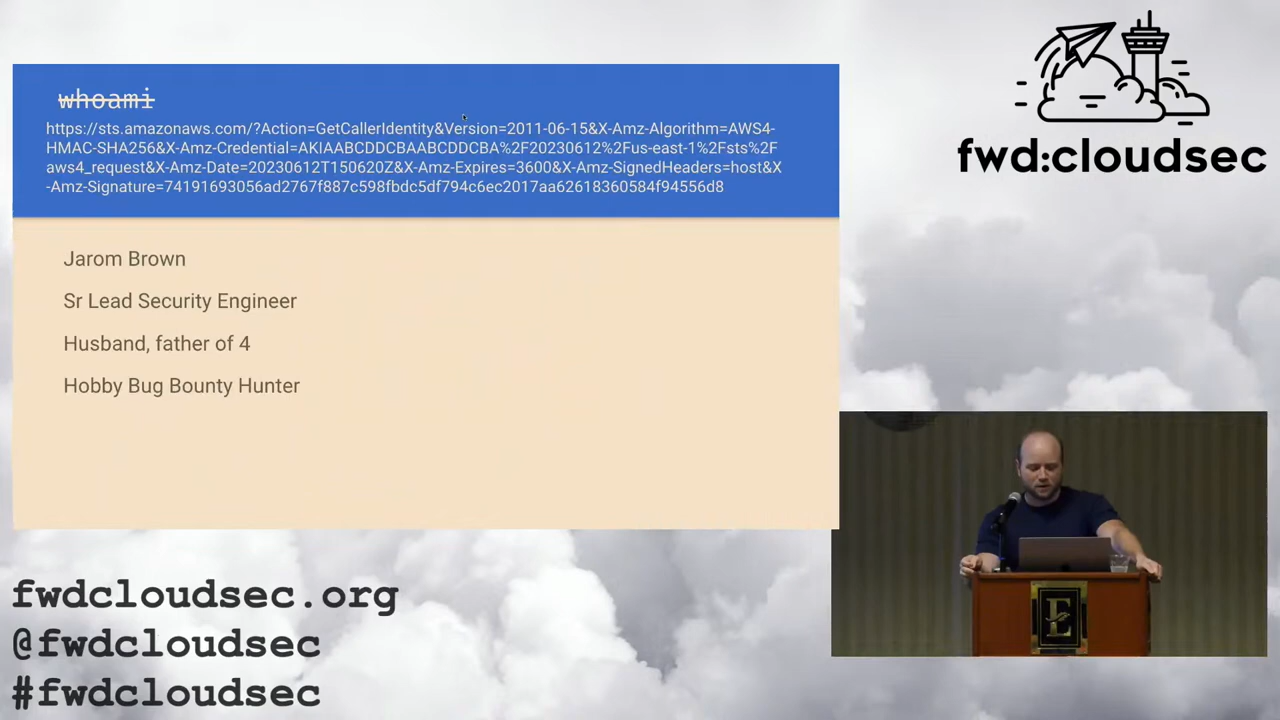 whoami
https://sts.amazonaws.com/?Action=GetCallerIdentity&Version=2011-06-15&X-Amz-Algorithm=AWS4-
HMAC-SHA256&X-Amz-Credential=AKIAABCDDCBAABCDDCBA%2F20230612%2Fus-east-1%2Fsts%2F
aws4_request&X-Amz-Date=20230612T150620Z&X-Amz-Expires=3600&X-Amz-SignedHeaders=host&X
-Amz-Signature=74191693056ad2767f887c598fbdc5df794c6ec2017aa62618360584f94556d8
Jarom Brown
Sr Lead Security Engineer
Husband, father of 4
Hobby Bug Bounty Hunter
fwd:cloudsec
E
fwdcloudsec.org
@fwdcloudsec
#fwdcloudsec